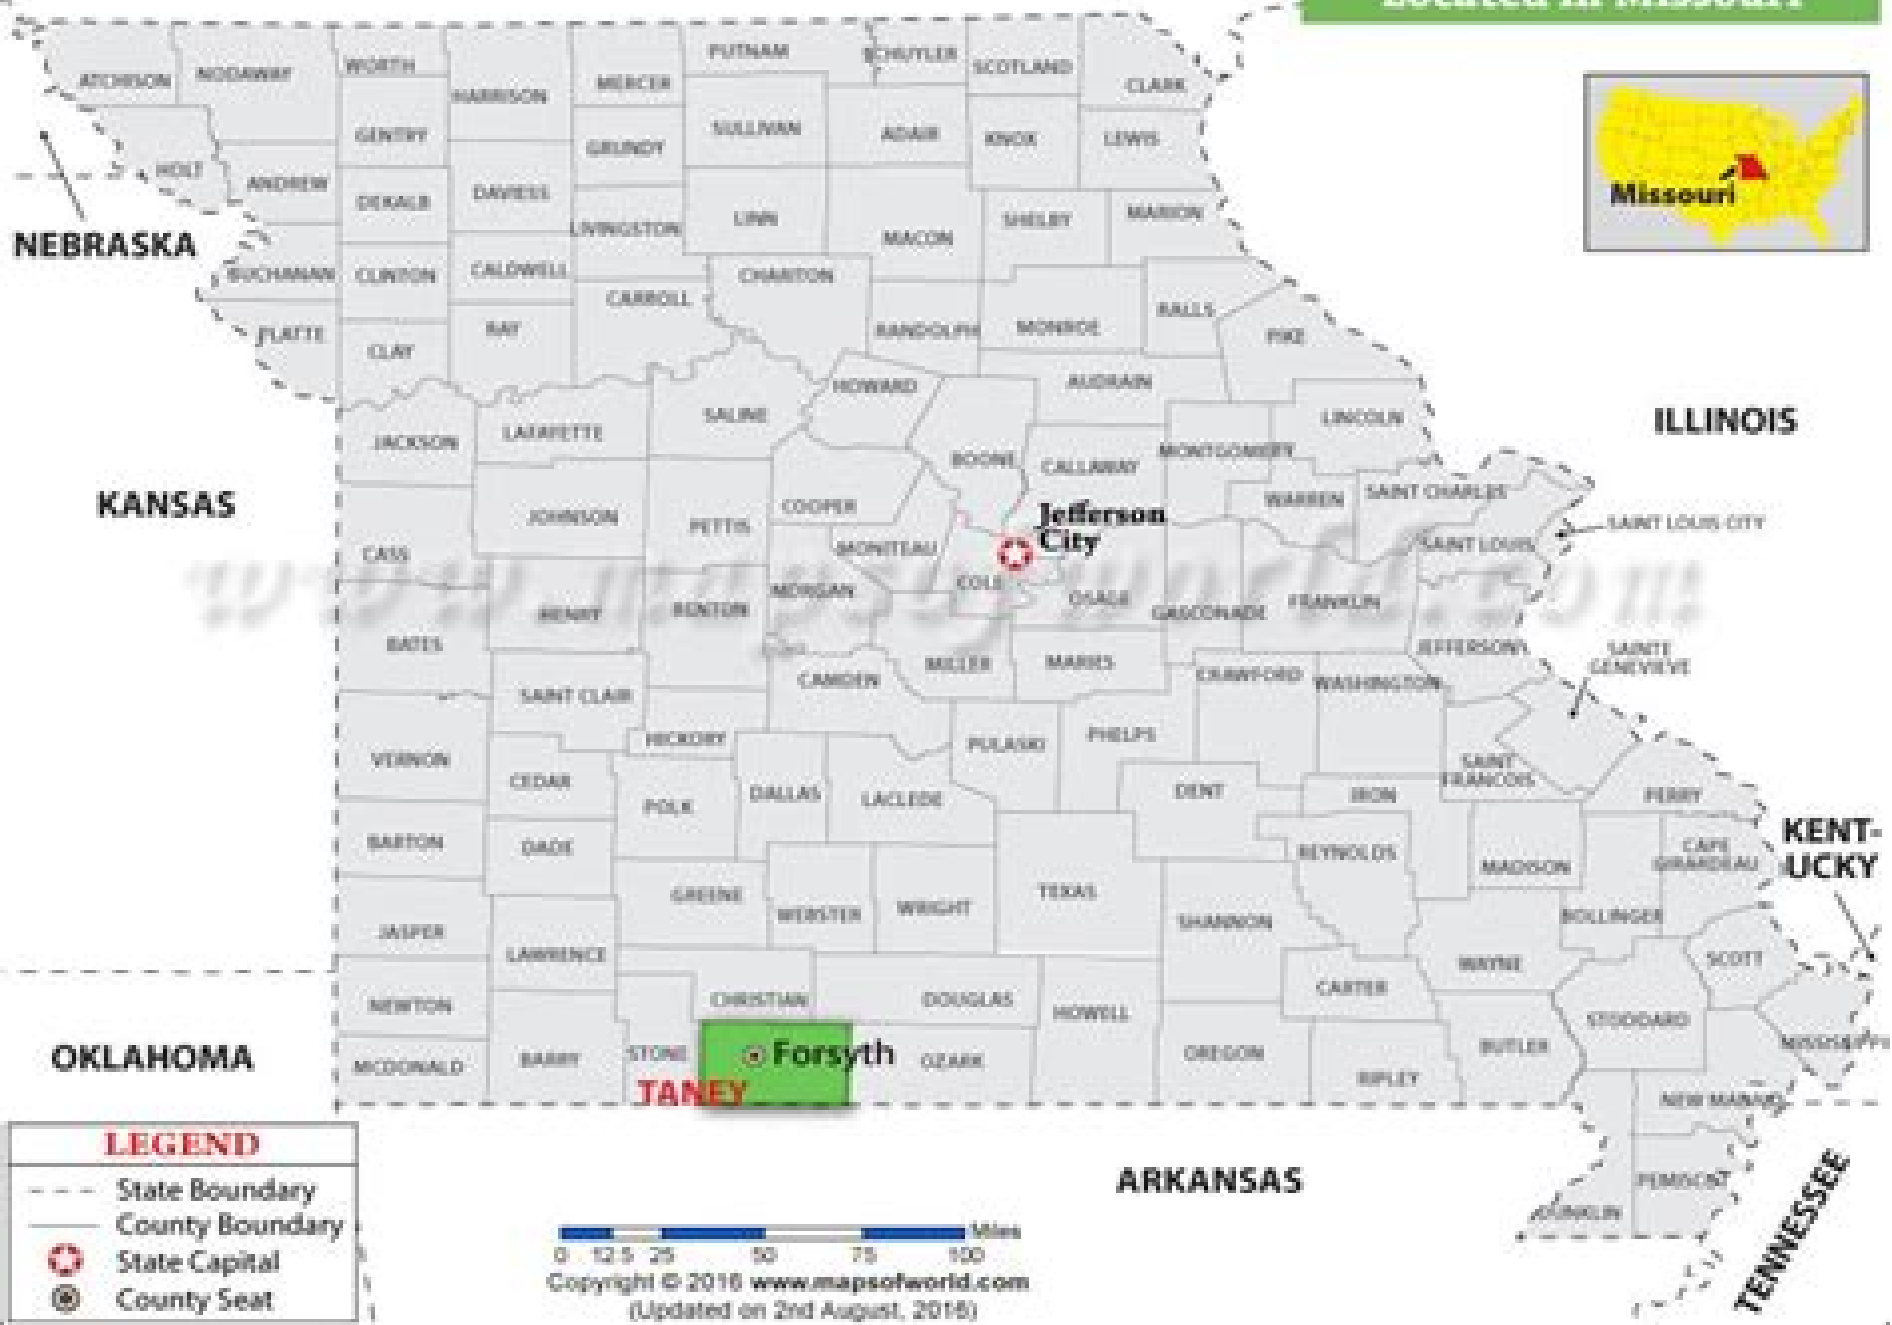 Located in Missouri
ATCHISON
NODAWAY
WORTH
HARRISON
MERCER
PUTNAM
SCHUYLER
SCOTLAND
CLARK
GENTRY
GRUNDY
SULLIVAN
ADAIR
KNOX
LEWIS
HOLT
ANDREW
DEKALB
DAVIESS
LIVINGSTON
LINN
MACON
SHELBY
MARION
Missouri
NEBRASKA
BUCHANAN
CLINTON
CALDWELL
CARROLL
CHARITON
RANDOLPH
MONROE
RALLS
PIKE
PLATTE
CLAY
RAY
HOWARD
AUDRAIN
JACKSON
LAFAYETTE
SALINE
BOONE
CALLAWAY
MONTGOMERY
LINCOLN
ILLINOIS
KANSAS
JOHNSON
PETTIS
COOPER
WARREN
SAINT CHARLES
Jefferson
City
SAINT LOUIS CITY
CASS
MONITEAU
SAINT LOUIS
www.mapsofworld.com
HENRY
BENTON
MORGAN
COLE
OSAGE
GASCONADE
FRANKLIN
BATES
SAINT CLAIR
CAMDEN
MILLER
MARIES
CRAWFORD
WASHINGTON
JEFFERSON
SAINTE
GENEVIEVE
VERNON
HICKORY
PULASKI
PHELPS
CEDAR
POLK
DALLAS
LACLEDE
DENT
IRON
SAINT
FRANCOIS
PERRY
BARTON
DADE
GREENE
WEBSTER
WRIGHT
TEXAS
REYNOLDS
MADISON
CAPE
GIRARDEAU
KENT-
UCKY
JASPER
LAWRENCE
SHANNON
BOLLINGER
NEWTON
CHRISTIAN
DOUGLAS
HOWELL
CARTER
WAYNE
SCOTT
OKLAHOMA
MCDONALD
BARRY
STONE
Forsyth
TANEY
OZARK
OREGON
RIPLEY
BUTLER
STODDARD
MISSISSIPPI
NEW MADRID
PEMISCOT
DUNKLIN
ARKANSAS
TENNESSEE
LEGEND
State Boundary
County Boundary
State Capital
County Seat
Miles
0 12.5 25 50 75 100
Copyright © 2016 www.mapsofworld.com
(Updated on 2nd August, 2016)